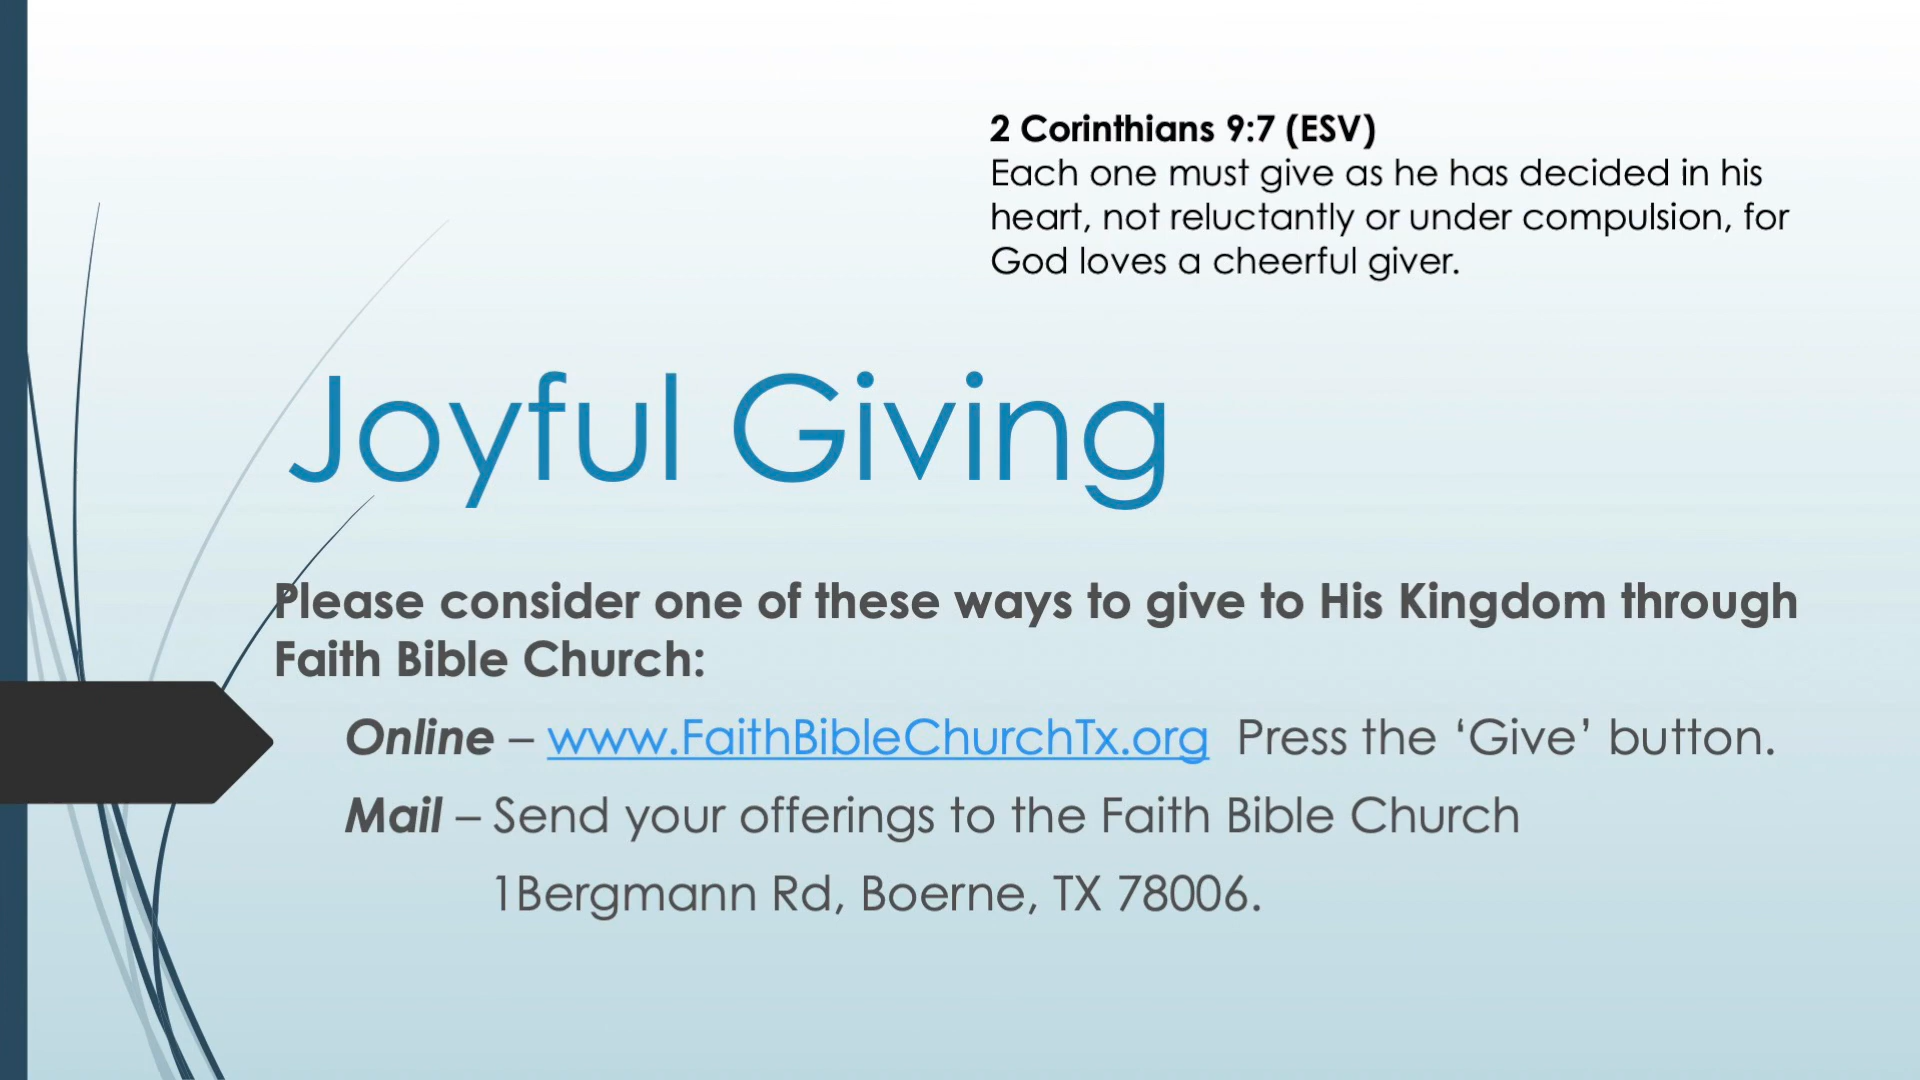 2 Corinthians 9:7 (ESV)
Each one must give as he has decided in his
heart, not reluctantly or under compulsion, for
God loves a cheerful giver.
Joyful Giving
Please consider one of these ways to give to His Kingdom through
Faith Bible Church:
Online – www.FaithBibleChurchTx.org  Press the ‘Give’ button.
Mail – Send your offerings to the Faith Bible Church
1Bergmann Rd, Boerne, TX 78006.